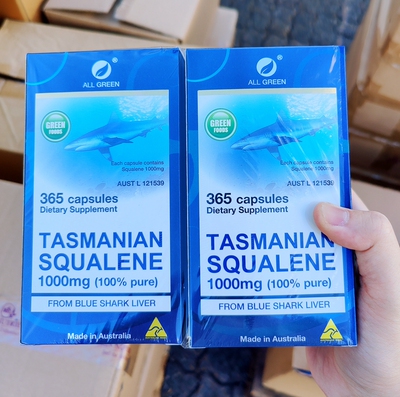 ALL GREEN
GREEN
FOODS
Each capsule contains
Squalene 1000mg
AUST L 121539
365 capsules
Dietary Supplement
TASMANIAN
SQUALENE
1000mg (100% pure)
FROM BLUE SHARK LIVER
Made in Australia
ALL GREEN
GREEN
FOODS
Each capsule contains
Squalene 1000mg
AUST L 121539
365 capsules
Dietary Supplement
TASMANIAN
SQUALENE
1000mg (100% pure)
FROM BLUE SHARK LIVER
Made in Australia